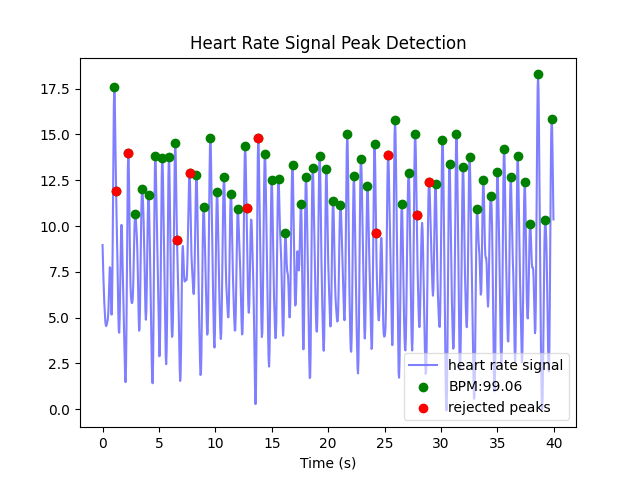 Heart Rate Signal Peak Detection
17.5
15.0
12.5
10.0
7.5
5.0
2.5
0.0
heart rate signal
BPM:99.06
rejected peaks
0 5 10 15 20 25 30 35 40
Time (s)